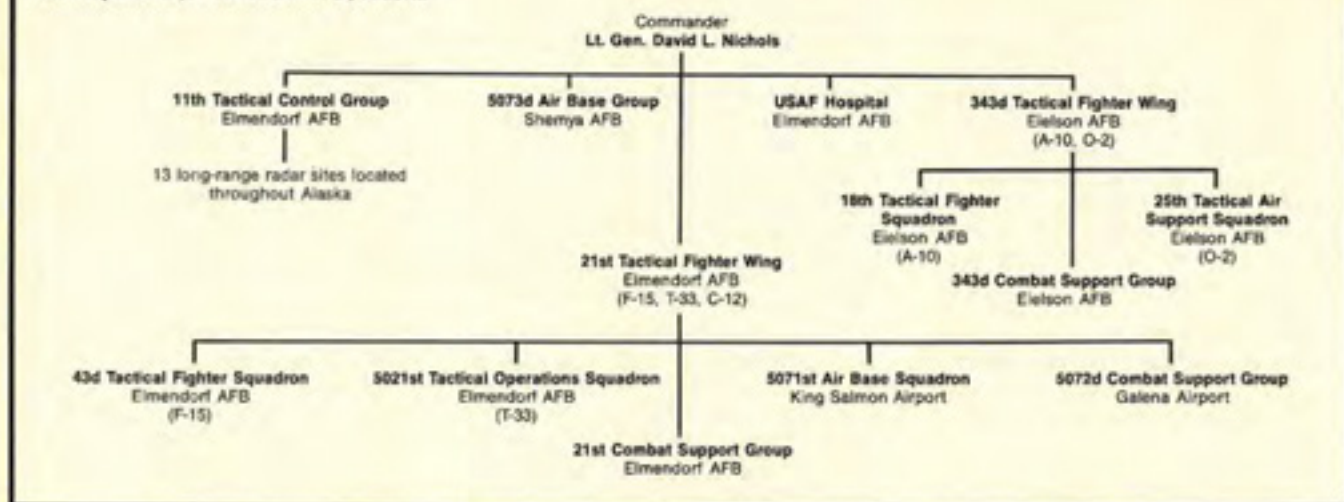 Commander
Lt. Gen. David L. Nichols
11th Tactical Control Group
Elmendorf AFB
13 long-range radar sites located
throughout Alaska
5073d Air Base Group
Shemya AFB
USAF Hospital
Elmendorf AFB
343d Tactical Fighter Wing
Eielson AFB
(A-10, O-2)
18th Tactical Fighter
Squadron
Eielson AFB
(A-10)
25th Tactical Air
Support Squadron
Eielson AFB
(O-2)
343d Combat Support Group
Eielson AFB
21st Tactical Fighter Wing
Elmendorf AFB
(F-15, T-33, C-12)
43d Tactical Fighter Squadron
Elmendorf AFB
(F-15)
5021st Tactical Operations Squadron
Elmendorf AFB
(T-33)
5071st Air Base Squadron
King Salmon Airport
5072d Combat Support Group
Galena Airport
21st Combat Support Group
Elmendorf AFB